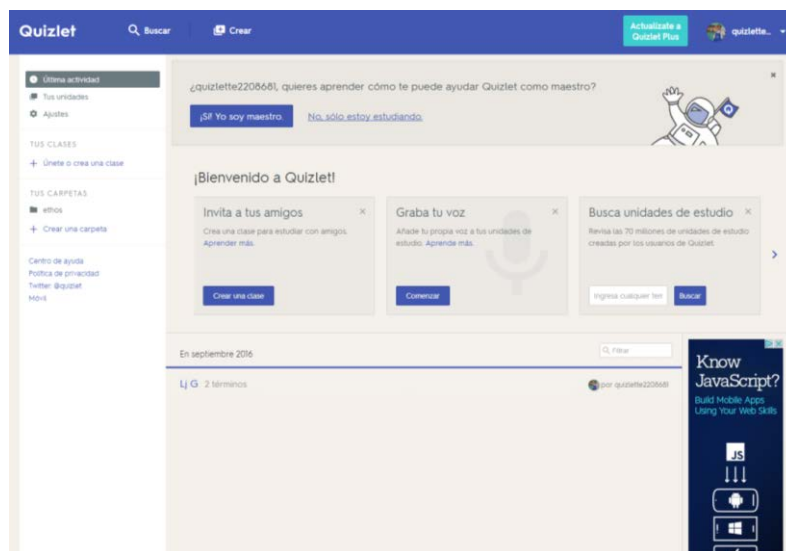 Quizlet
Buscar
Crear
Actualízate a
Quizlet Plus
quizlette...
Última actividad
Tus unidades
Ajustes
TUS CLASES
+ Únete o crea una clase
TUS CARPETAS
ethos
+ Crear una carpeta
Centro de ayuda
Política de privacidad
Twitter @quizlet
Móvil
¿quizlette2208681, quieres aprender cómo te puede ayudar Quizlet como maestro?
¡Sí! Yo soy maestro.
No, sólo estoy estudiando.
¡Bienvenido a Quizlet!
Invita a tus amigos
Crea una clase para estudiar con amigos.
Aprender más.
Crear una clase
Graba tu voz
Añade tu propia voz a tus unidades de
estudio. Aprende más.
Comenzar
Busca unidades de estudio
Revisa las 70 millones de unidades de estudio
creadas por los usuarios de Quizlet.
Ingresa cualquier tem
Buscar
En septiembre 2016
Filtrar
Lj G 2 términos
por quizlette2208681
Know
JavaScript?
Build Mobile Apps
Using Your Web Skills
JS